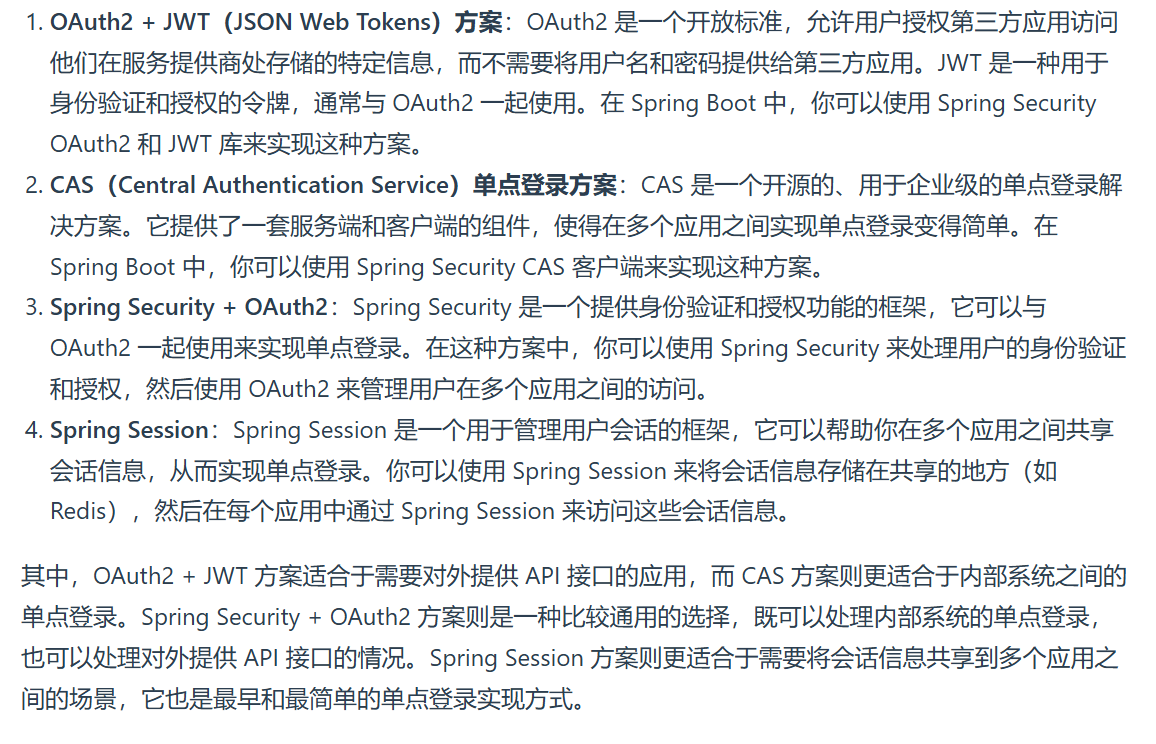 1. OAuth2 + JWT（JSON Web Tokens）方案：OAuth2 是一个开放标准，允许用户授权第三方应用访问
他们在服务提供商处存储的特定信息，而不需要将用户名和密码提供给第三方应用。JWT 是一种用于
身份验证和授权的令牌，通常与 OAuth2 一起使用。在 Spring Boot 中，你可以使用 Spring Security
OAuth2 和 JWT 库来实现这种方案。
2. CAS（Central Authentication Service）单点登录方案：CAS 是一个开源的、用于企业级的单点登录解
决方案。它提供了一套服务端和客户端的组件，使得在多个应用之间实现单点登录变得简单。在
Spring Boot 中，你可以使用 Spring Security CAS 客户端来实现这种方案。
3. Spring Security + OAuth2：Spring Security 是一个提供身份验证和授权功能的框架，它可以与
OAuth2 一起使用来实现单点登录。在这种方案中，你可以使用 Spring Security 来处理用户的身份验证
和授权，然后使用 OAuth2 来管理用户在多个应用之间的访问。
4. Spring Session：Spring Session 是一个用于管理用户会话的框架，它可以帮助你在多个应用之间共享
会话信息，从而实现单点登录。你可以使用 Spring Session 来将会话信息存储在共享的地方（如
Redis），然后在每个应用中通过 Spring Session 来访问这些会话信息。
其中，OAuth2 + JWT 方案适合于需要对外提供 API 接口的应用，而 CAS 方案则更适合于内部系统之间的
单点登录。Spring Security + OAuth2 方案则是一种比较通用的选择，既可以处理内部系统的单点登录，
也可以处理对外提供 API 接口的情况。Spring Session 方案则更适合于需要将会话信息共享到多个应用之
间的场景，它也是最早和最简单的单点登录实现方式。